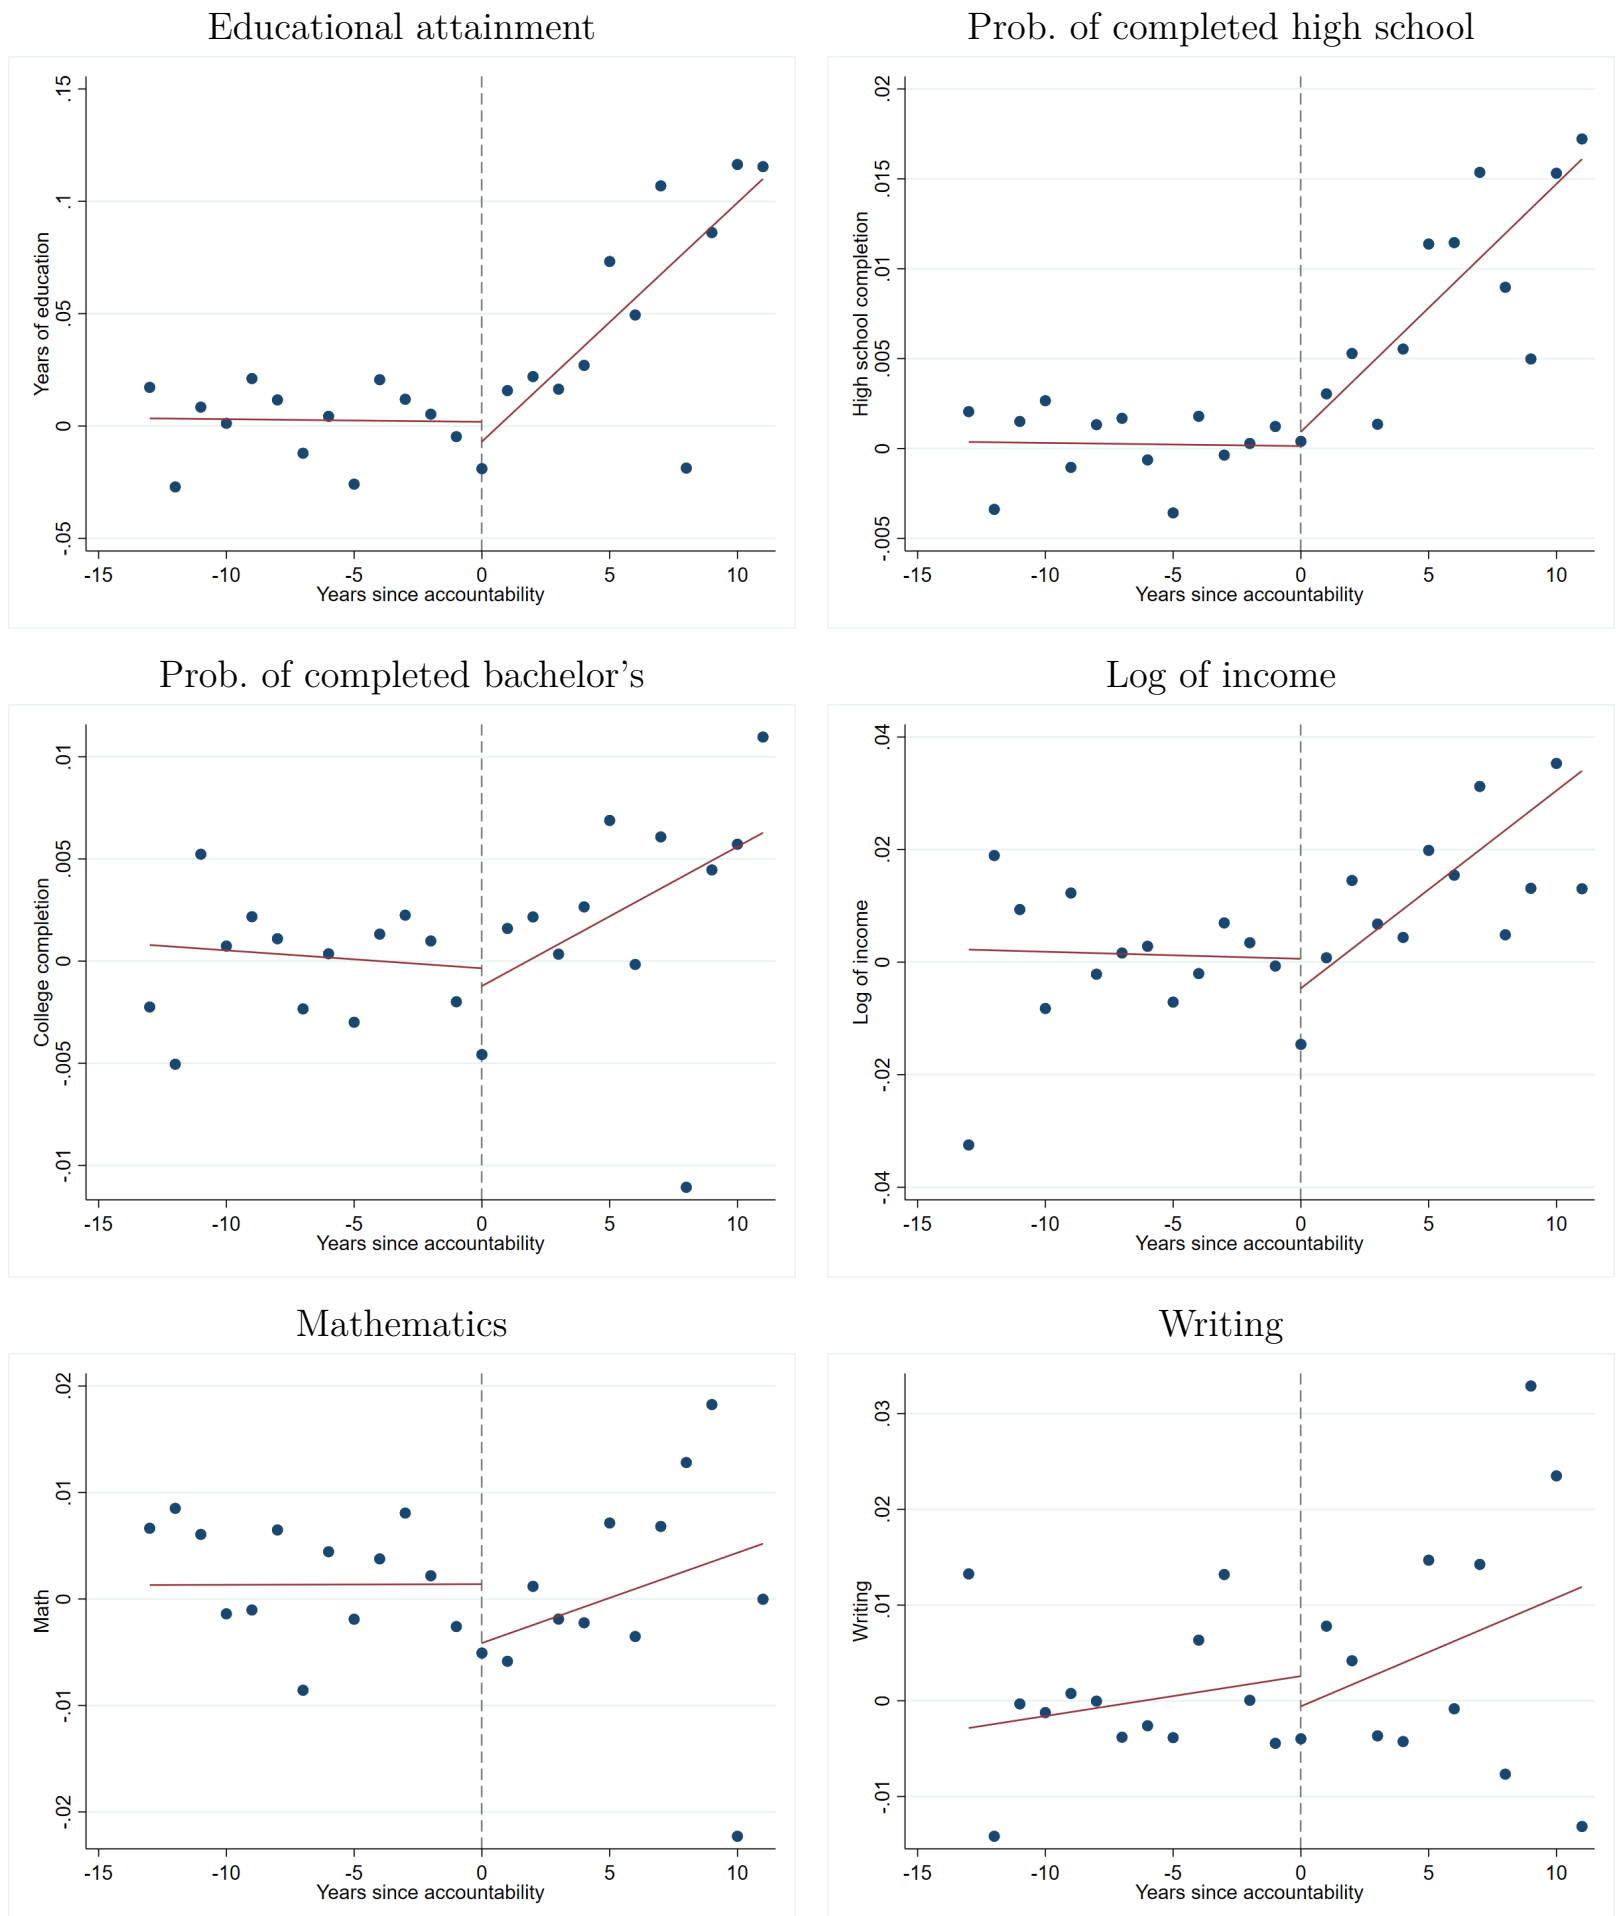 Educational attainment
.15
.1
.05
0
-.05
Years of education
-15 -10 -5 0 5 10
Years since accountability
Prob. of completed high school
.02
.015
.01
.005
0
-.005
High school completion
-15 -10 -5 0 5 10
Years since accountability
Prob. of completed bachelor's
.01
.005
0
-.005
-.01
College completion
-15 -10 -5 0 5 10
Years since accountability
Log of income
.04
.02
0
-.02
-.04
Log of income
-15 -10 -5 0 5 10
Years since accountability
Mathematics
.02
.01
0
-.01
-.02
Math
-15 -10 -5 0 5 10
Years since accountability
Writing
.03
.02
.01
0
-.01
Writing
-15 -10 -5 0 5 10
Years since accountability